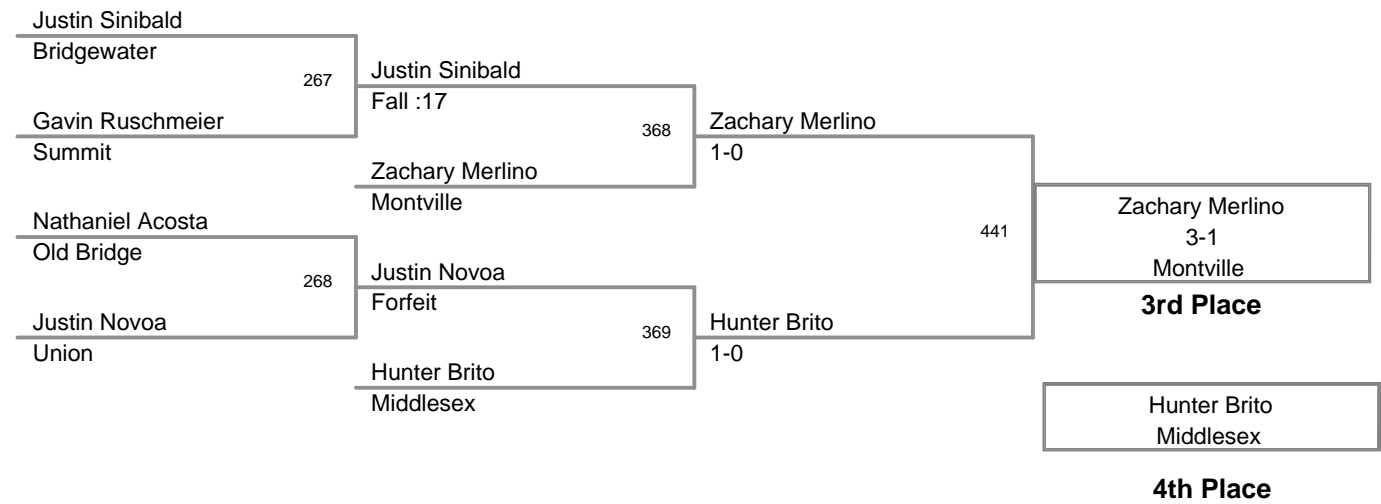 Justin Sinibald
Bridgewater
267
Gavin Ruschmeier
Summit
Nathaniel Acosta
Old Bridge
268
Justin Novoa
Union
Justin Sinibald
Fall :17
368
Zachary Merlino
Montville
Justin Novoa
Forfeit
369
Hunter Brito
Middlesex
Zachary Merlino
1-0
441
Hunter Brito
1-0
Zachary Merlino
3-1
Montville
3rd Place
Hunter Brito
Middlesex
4th Place